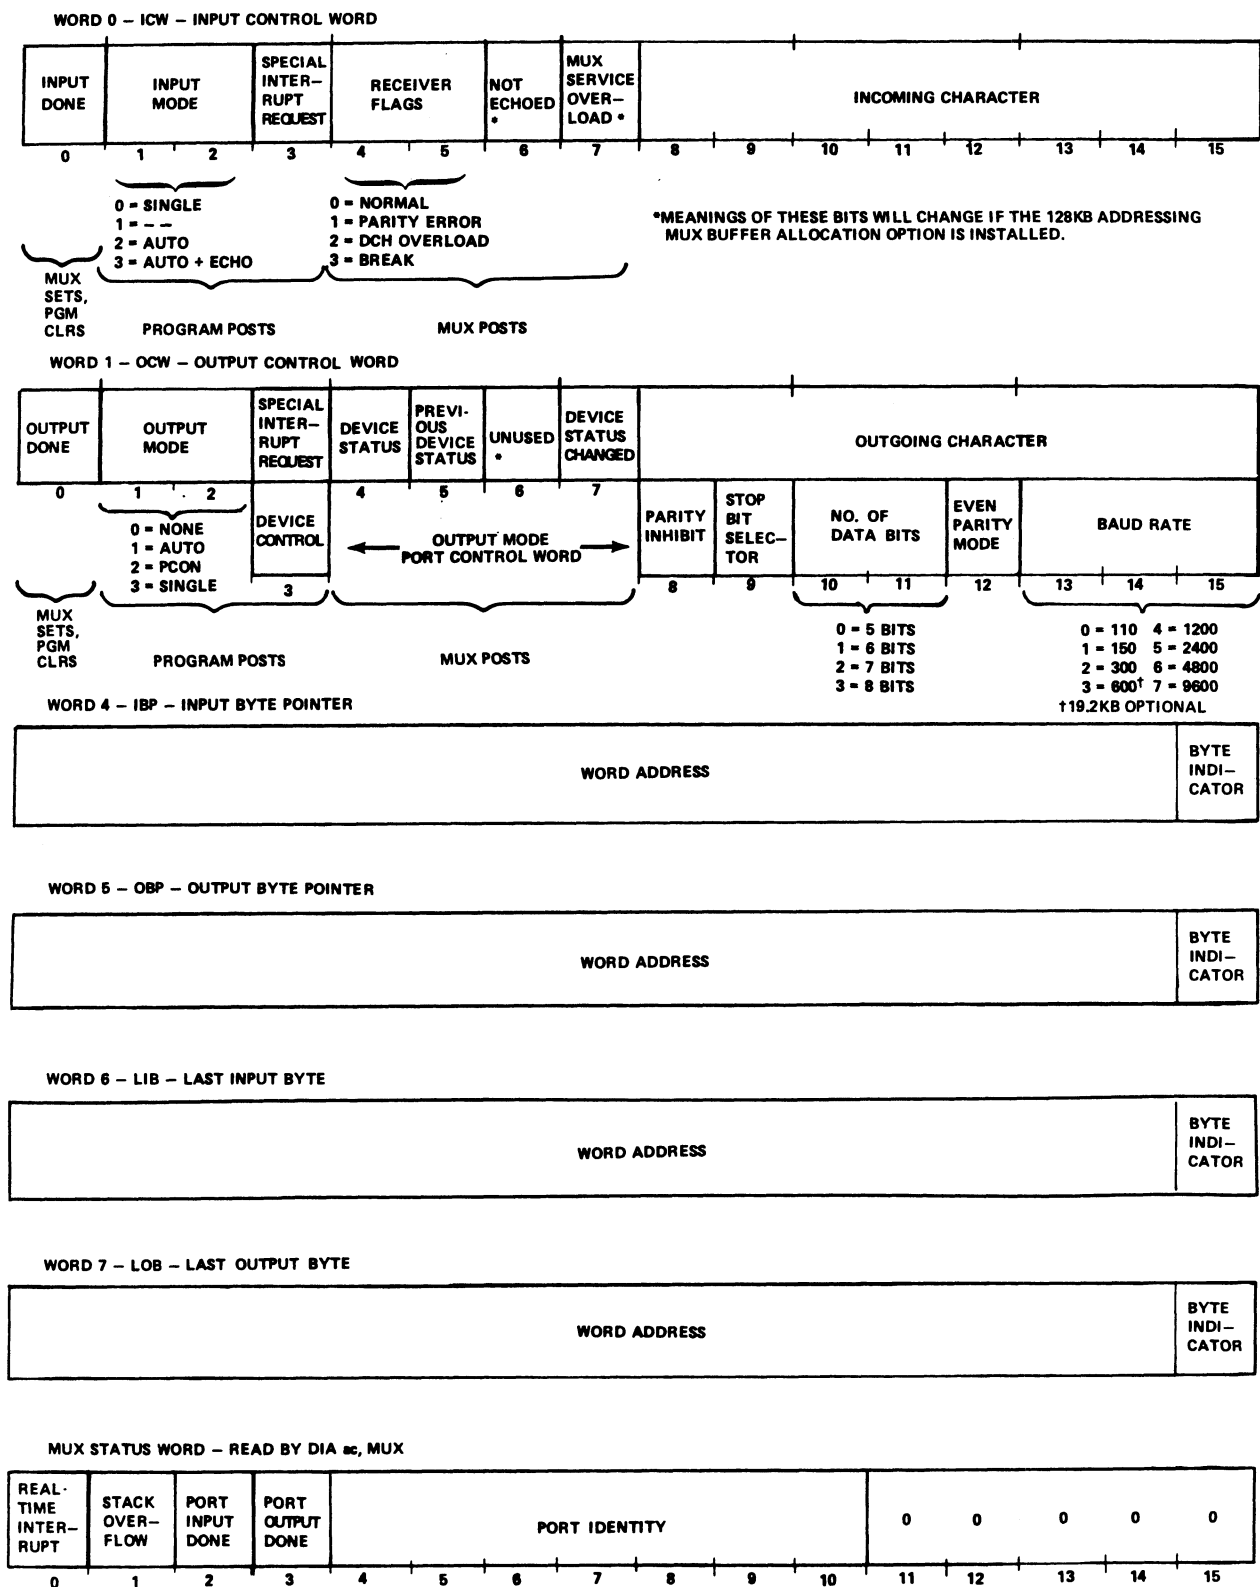 WORD 0 – ICW – INPUT CONTROL WORD
INPUT
DONE
INPUT
MODE
SPECIAL
INTER–
RUPT
REQUEST
RECEIVER
FLAGS
NOT
ECHOED
*
MUX
SERVICE
OVER–
LOAD *
INCOMING CHARACTER
0 1 2 3 4 5 6 7 8 9 10 11 12 13 14 15
0 = SINGLE
1 = – –
2 = AUTO
3 = AUTO + ECHO
0 = NORMAL
1 = PARITY ERROR
2 = DCH OVERLOAD
3 = BREAK
*MEANINGS OF THESE BITS WILL CHANGE IF THE 128KB ADDRESSING
MUX BUFFER ALLOCATION OPTION IS INSTALLED.
MUX
SETS,
PGM
CLRS
PROGRAM POSTS
MUX POSTS
WORD 1 – OCW – OUTPUT CONTROL WORD
OUTPUT
DONE
OUTPUT
MODE
SPECIAL
INTER–
RUPT
REQUEST
DEVICE
STATUS
PREVI-
OUS
DEVICE
STATUS
UNUSED
*
DEVICE
STATUS
CHANGED
OUTGOING CHARACTER
0 1 2 4 5 6 7
0 = NONE
1 = AUTO
2 = PCON
3 = SINGLE
DEVICE
CONTROL
OUTPUT MODE
PORT CONTROL WORD
PARITY
INHIBIT
STOP
BIT
SELEC–
TOR
NO. OF
DATA BITS
EVEN
PARITY
MODE
BAUD RATE
3 8 9 10 11 12 13 14 15
MUX
SETS,
PGM
CLRS
PROGRAM POSTS
MUX POSTS
0 = 5 BITS
1 = 6 BITS
2 = 7 BITS
3 = 8 BITS
0 = 110 4 = 1200
1 = 150 5 = 2400
2 = 300 6 = 4800
3 = 600† 7 = 9600
†19.2KB OPTIONAL
WORD 4 – IBP – INPUT BYTE POINTER
WORD ADDRESS
BYTE
INDI–
CATOR
WORD 5 – OBP – OUTPUT BYTE POINTER
WORD ADDRESS
BYTE
INDI–
CATOR
WORD 6 – LIB – LAST INPUT BYTE
WORD ADDRESS
BYTE
INDI–
CATOR
WORD 7 – LOB – LAST OUTPUT BYTE
WORD ADDRESS
BYTE
INDI–
CATOR
MUX STATUS WORD – READ BY DIA ac, MUX
REAL-
TIME
INTER–
RUPT
STACK
OVER–
FLOW
PORT
INPUT
DONE
PORT
OUTPUT
DONE
PORT IDENTITY
0 0 0 0 0
0 1 2 3 4 5 6 7 8 9 10 11 12 13 14 15